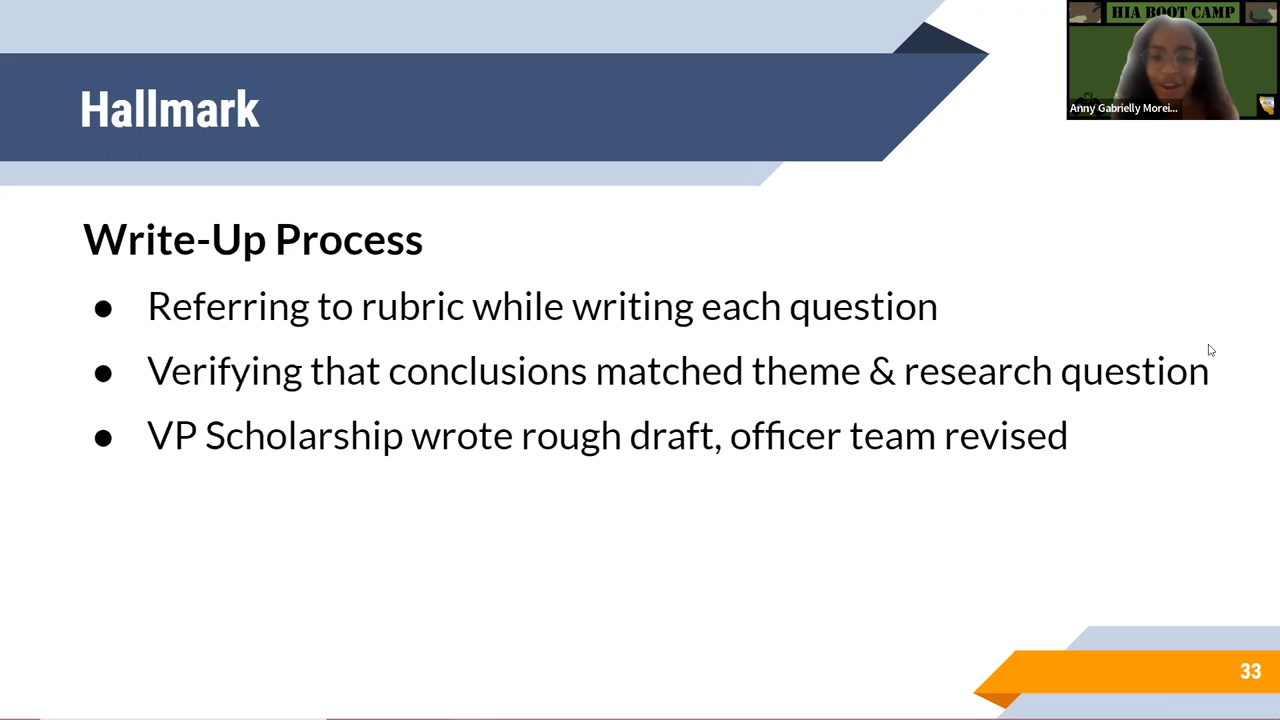 HIA BOOT CAMP
Hallmark
Anny Gabrielly Morei...
Write-Up Process
● Referring to rubric while writing each question
● Verifying that conclusions matched theme & research question
● VP Scholarship wrote rough draft, officer team revised
33